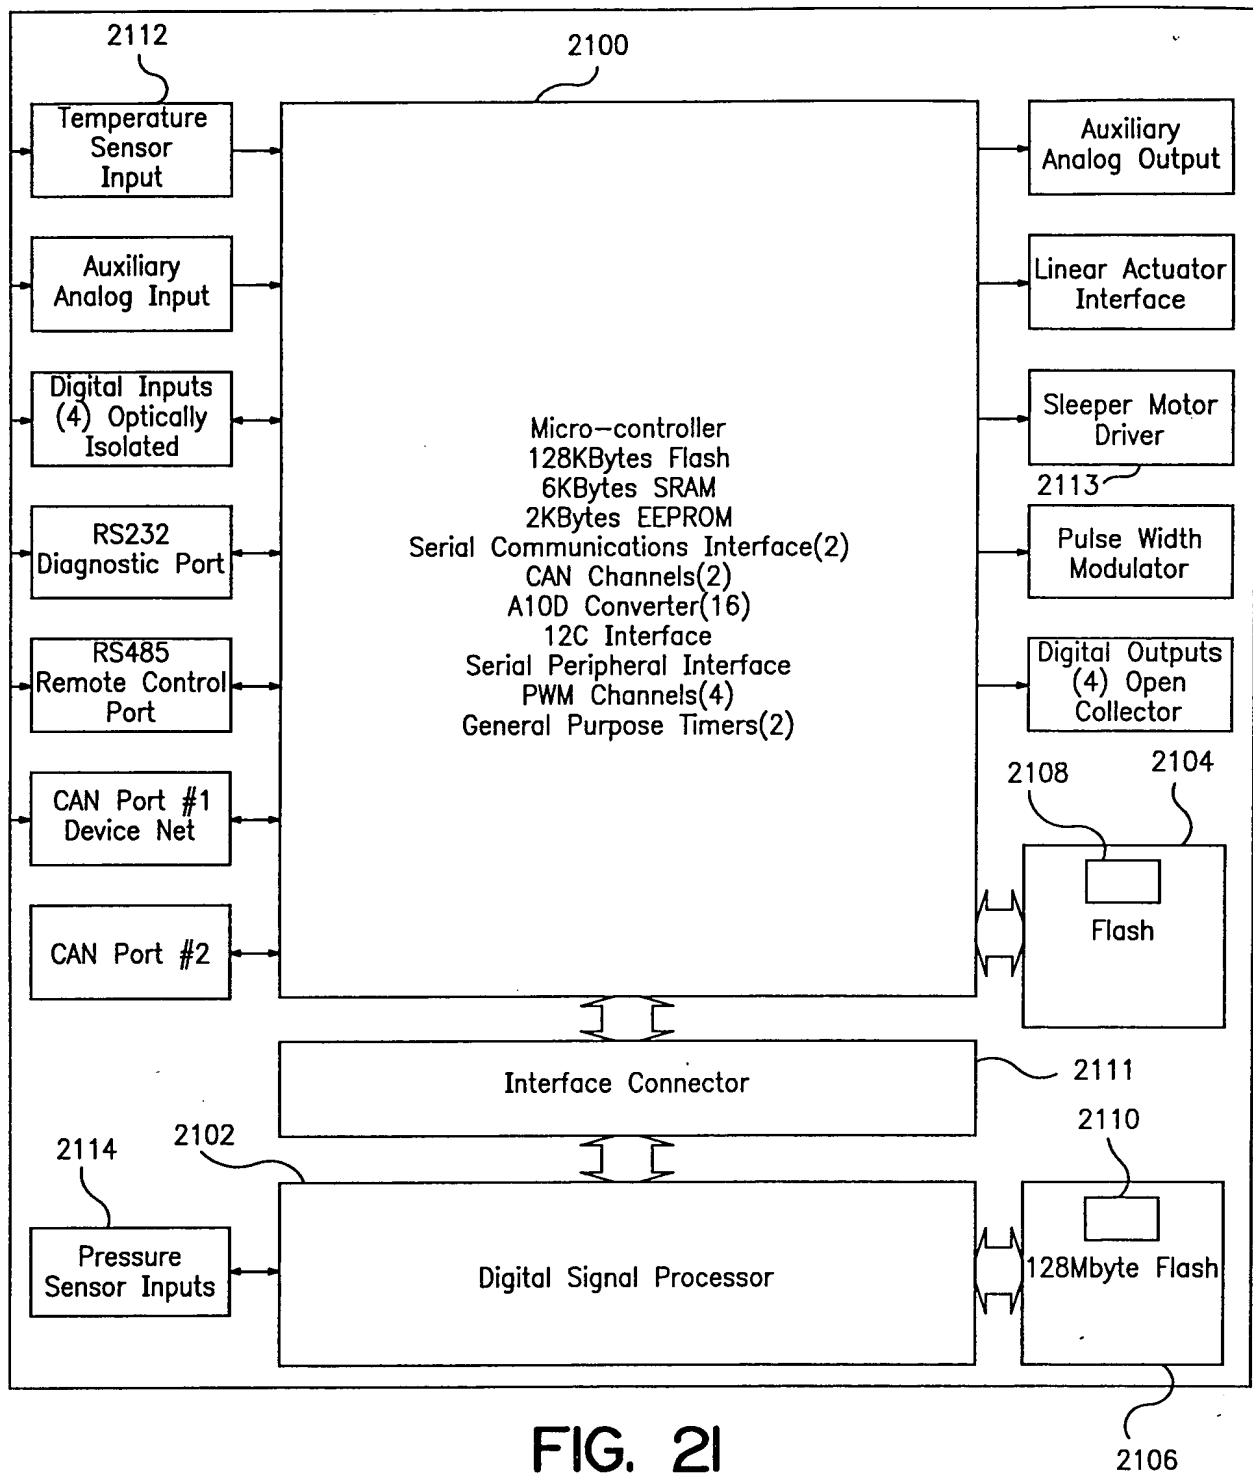 2112
2100
Temperature
Sensor
Input
Auxiliary
Analog Input
Digital Inputs
(4) Optically
Isolated
RS232
Diagnostic Port
RS485
Remote Control
Port
CAN Port #1
Device Net
CAN Port #2
Micro-controller
128KBytes Flash
6KBytes SRAM
2KBytes EEPROM
Serial Communications Interface(2)
CAN Channels(2)
A10D Converter(16)
12C Interface
Serial Peripheral Interface
PWM Channels(4)
General Purpose Timers(2)
Auxiliary
Analog Output
Linear Actuator
Interface
Sleeper Motor
Driver
2113
Pulse Width
Modulator
Digital Outputs
(4) Open
Collector
2108
2104
Flash
Interface Connector
2111
2114
2102
2110
Pressure
Sensor Inputs
Digital Signal Processor
128Mbyte Flash
2106
FIG. 21